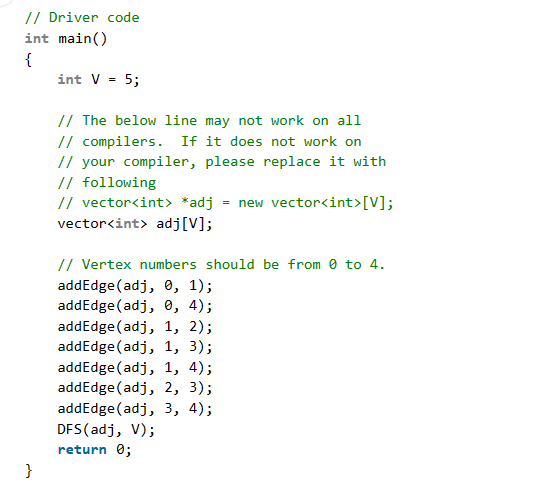 // Driver code
int main()
{
    int V = 5;

    // The below line may not work on all
    // compilers.  If it does not work on
    // your compiler, please replace it with
    // following
    // vector<int> *adj = new vector<int>[V];
    vector<int> adj[V];

    // Vertex numbers should be from 0 to 4.
    addEdge(adj, 0, 1);
    addEdge(adj, 0, 4);
    addEdge(adj, 1, 2);
    addEdge(adj, 1, 3);
    addEdge(adj, 1, 4);
    addEdge(adj, 2, 3);
    addEdge(adj, 3, 4);
    DFS(adj, V);
    return 0;
}